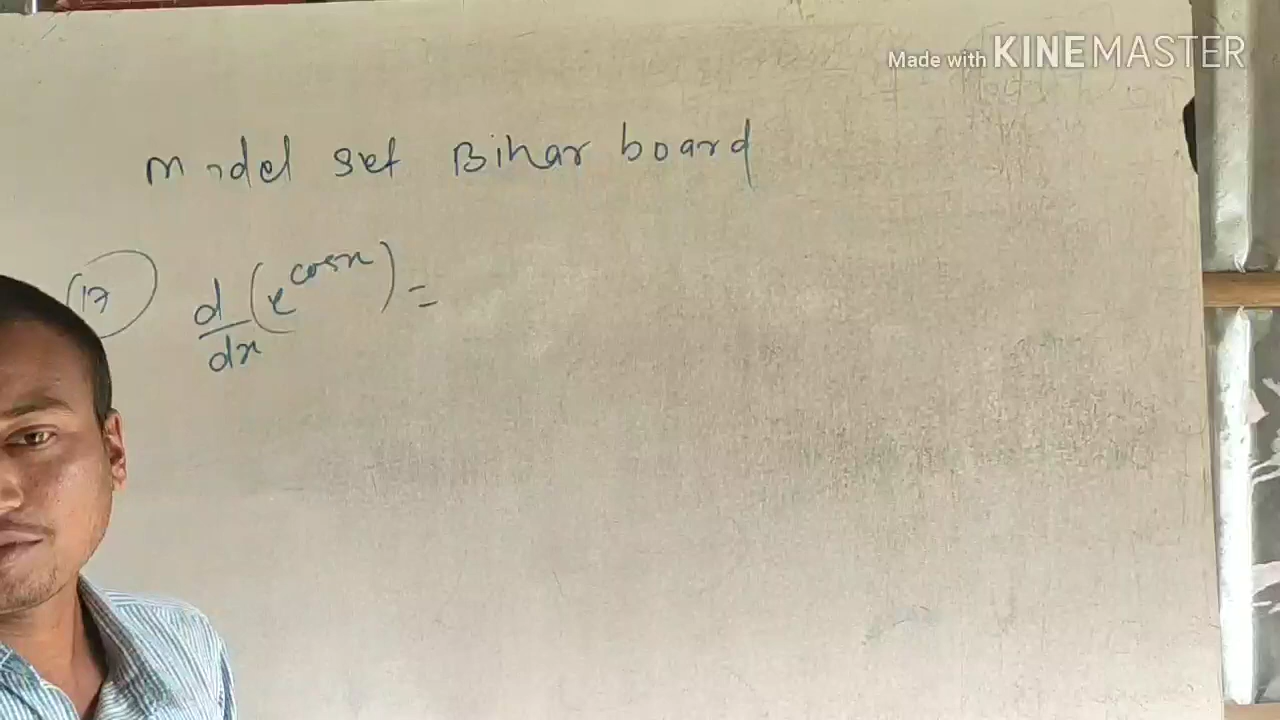 Made with KINEMASTER
Model set Bihar board
17 d/dx (e^cosx) =